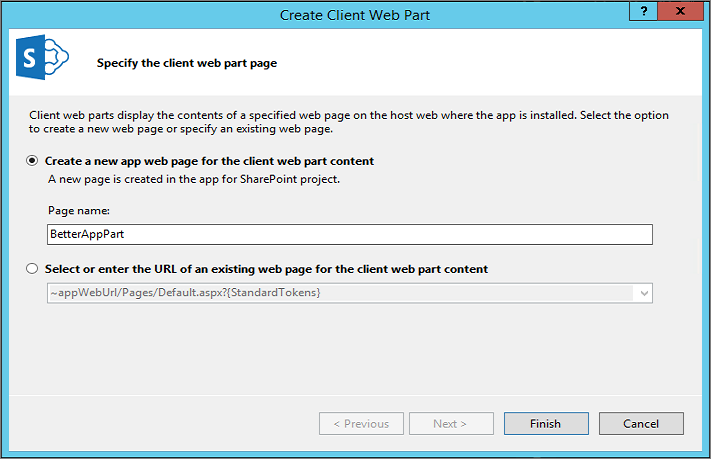 Create Client Web Part
? x
S
Specify the client web part page
Client web parts display the contents of a specified web page on the host web where the app is installed. Select the option
to create a new web page or specify an existing web page.
Create a new app web page for the client web part content
A new page is created in the app for SharePoint project.
Page name:
BetterAppPart
Select or enter the URL of an existing web page for the client web part content
~appWebUrl/Pages/Default.aspx?{StandardTokens}
< Previous Next > Finish Cancel